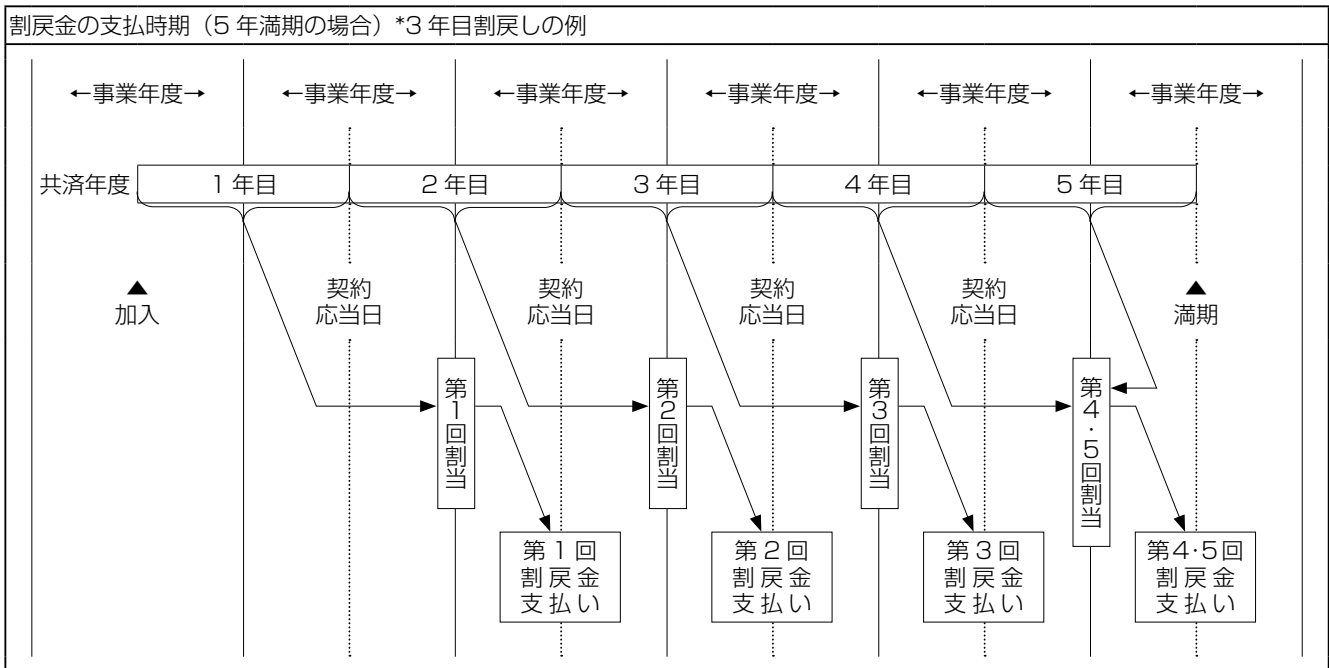 割戻金の支払時期（5年満期の場合）*3年目割戻しの例
←事業年度→ ←事業年度→ ←事業年度→ ←事業年度→ ←事業年度→ ←事業年度→
共済年度 1年目 2年目 3年目 4年目 5年目
▲
加入
契約
応当日
契約
応当日
契約
応当日
契約
応当日
▲
満期
第1回割当
第2回割当
第3回割当
第4・5回割当
第1回
割戻金
支払い
第2回
割戻金
支払い
第3回
割戻金
支払い
第4・5回
割戻金
支払い